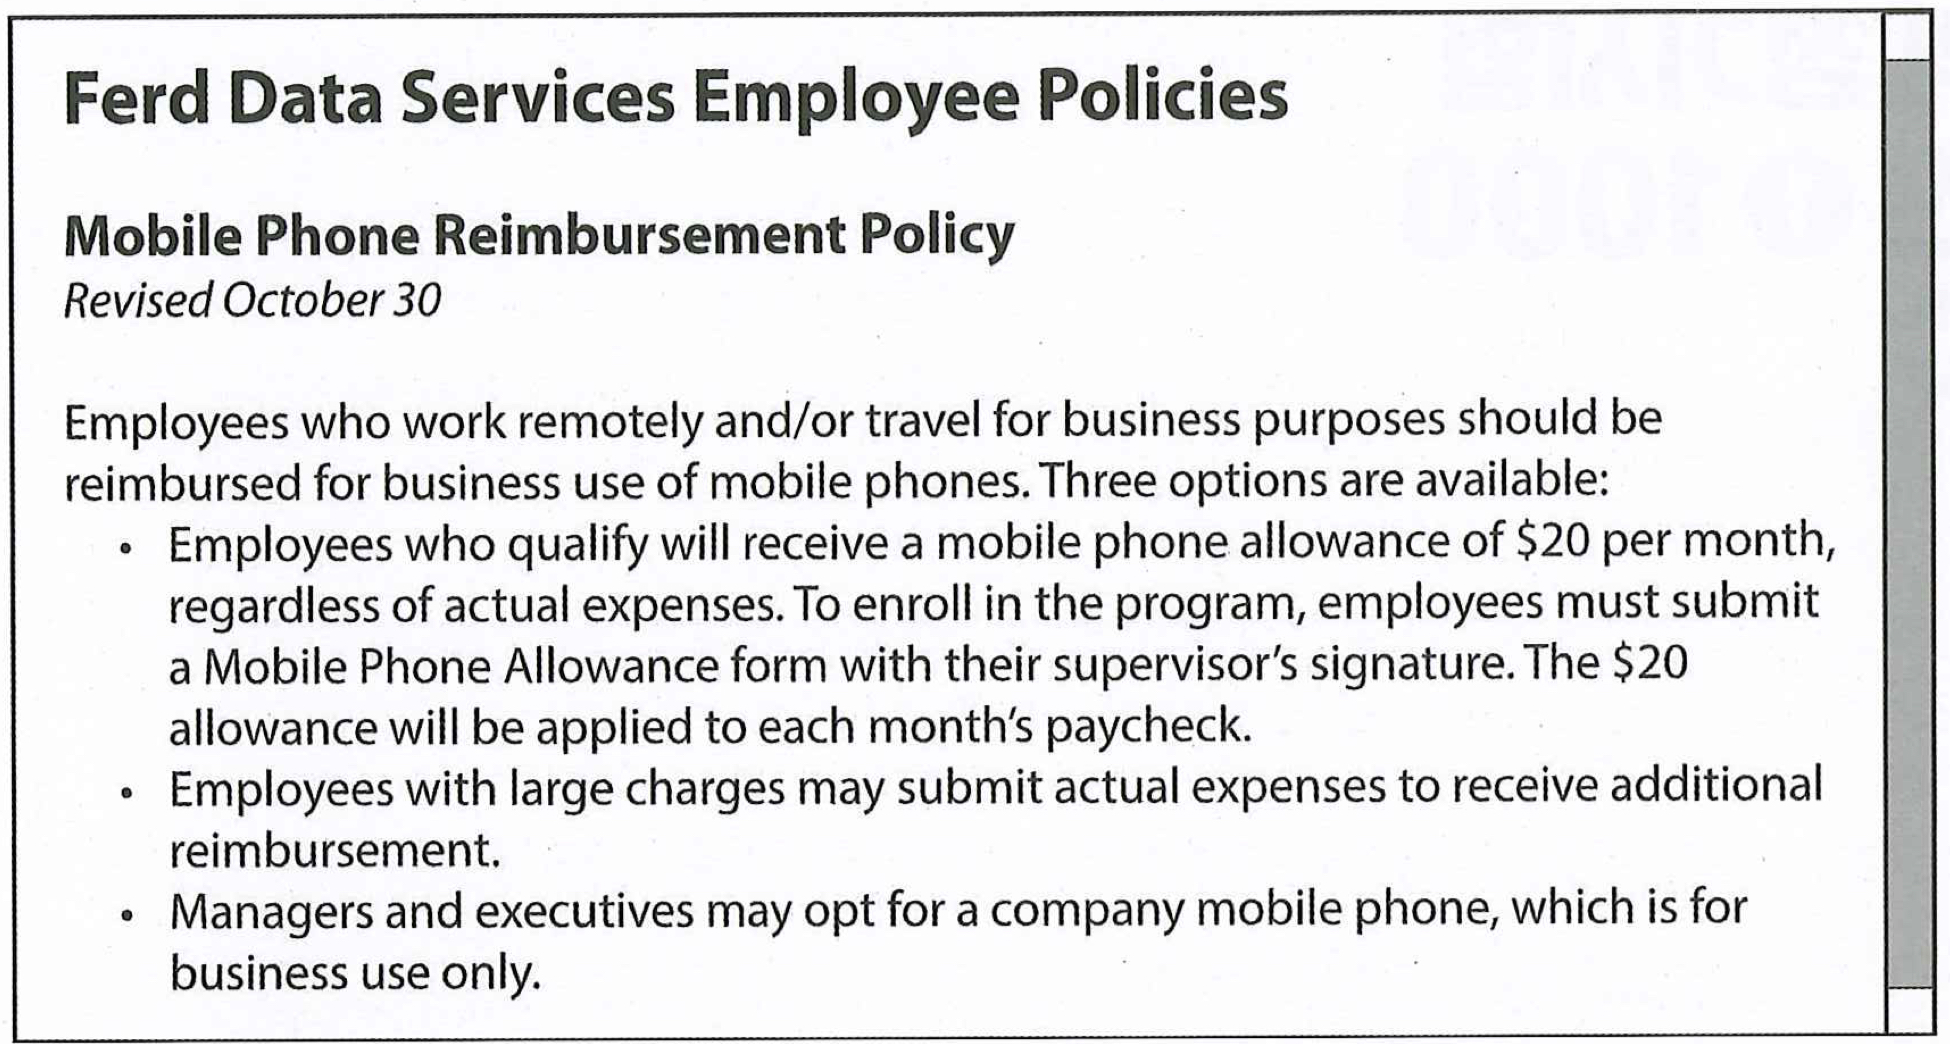 Ferd Data Services Employee Policies
Mobile Phone Reimbursement Policy
Revised October 30
Employees who work remotely and/or travel for business purposes should be
reimbursed for business use of mobile phones. Three options are available:
• Employees who qualify will receive a mobile phone allowance of $20 per month,
regardless of actual expenses. To enroll in the program, employees must submit
a Mobile Phone Allowance form with their supervisor's signature. The $20
allowance will be applied to each month's paycheck.
• Employees with large charges may submit actual expenses to receive additional
reimbursement.
• Managers and executives may opt for a company mobile phone, which is for
business use only.